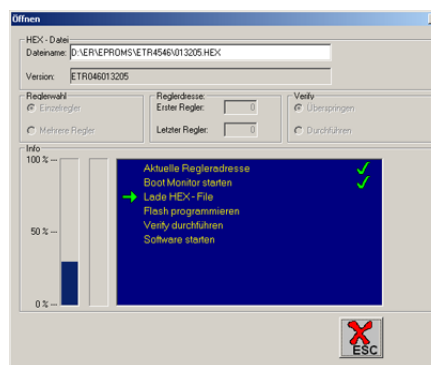 Öffnen
HEX - Datei
Dateiname: D:\ER\EPROMS\ETR4546\013205.HEX
Version: ETR046013205
Reglerwahl
Einzelregler
Mehrere Regler
Reglerdresse:
Erster Regler: 0
Letzter Regler: 0
Verify
Überspringen
Durchführen
Info
100 %
50 %
0 %
Aktuelle Regleradresse
Boot Monitor starten
Lade HEX - File
Flash programmieren
Verify durchführen
Software starten
ESC